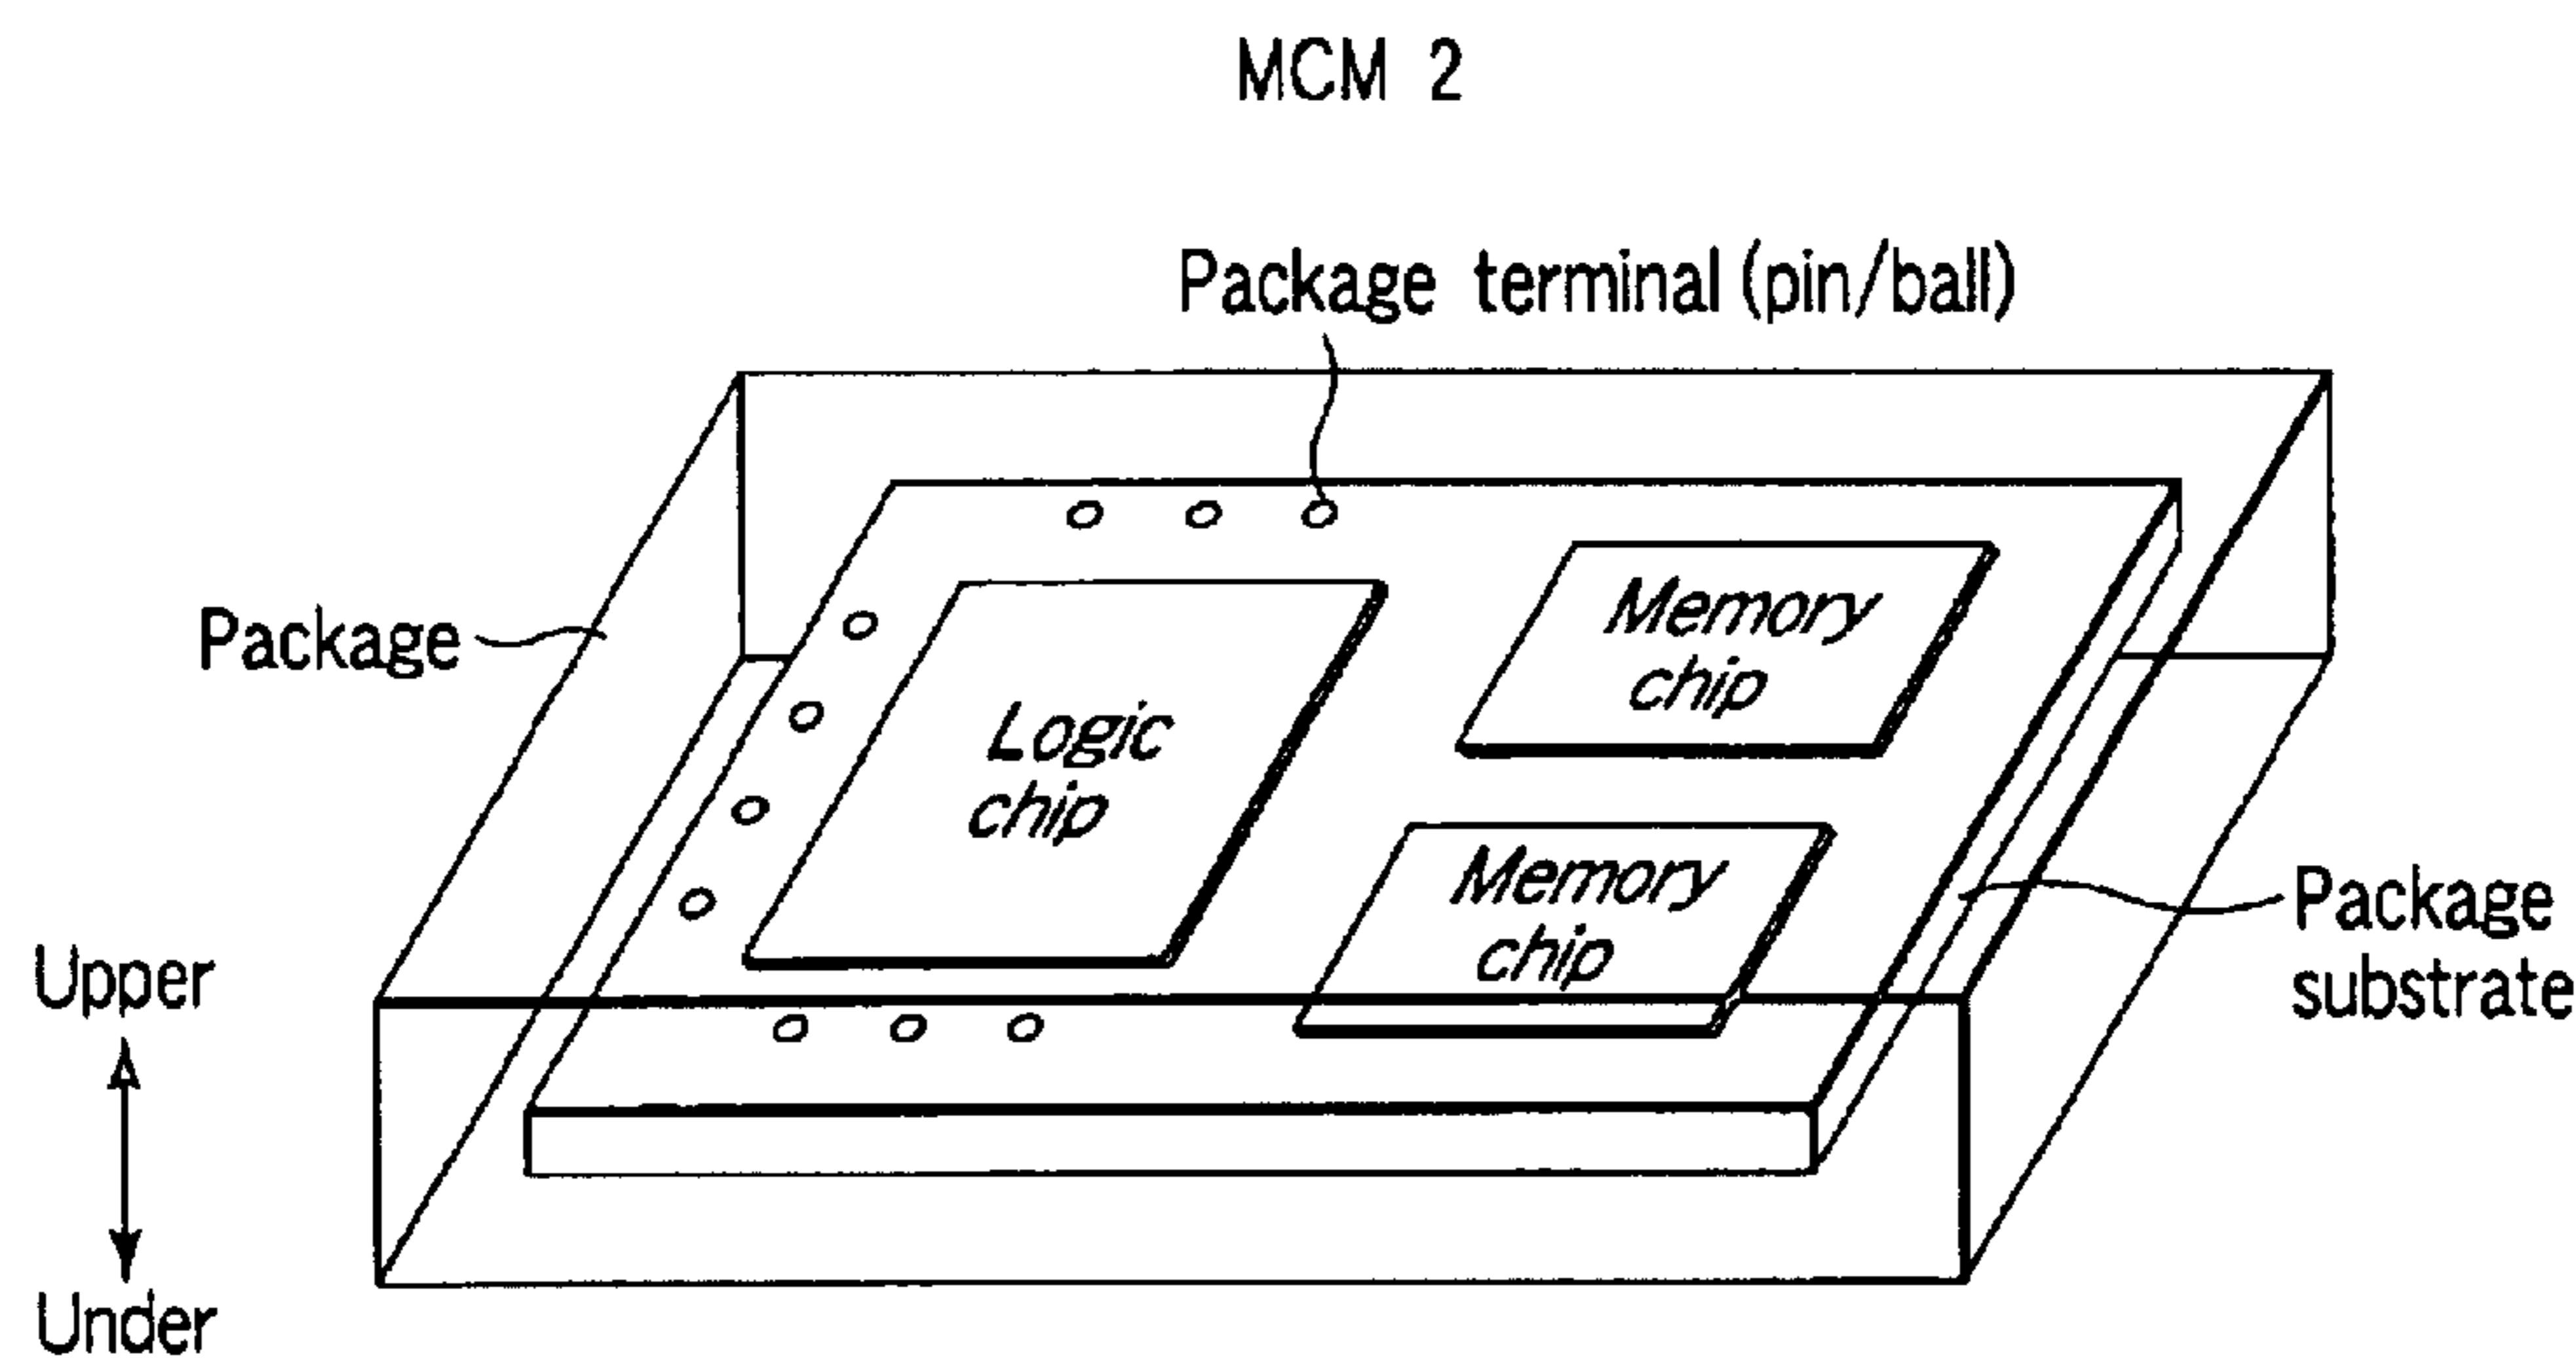 MCM 2
Package terminal (pin/ball)
Package
Memory
chip
Logic
chip
Memory
chip
Package
substrate
Upper
Under